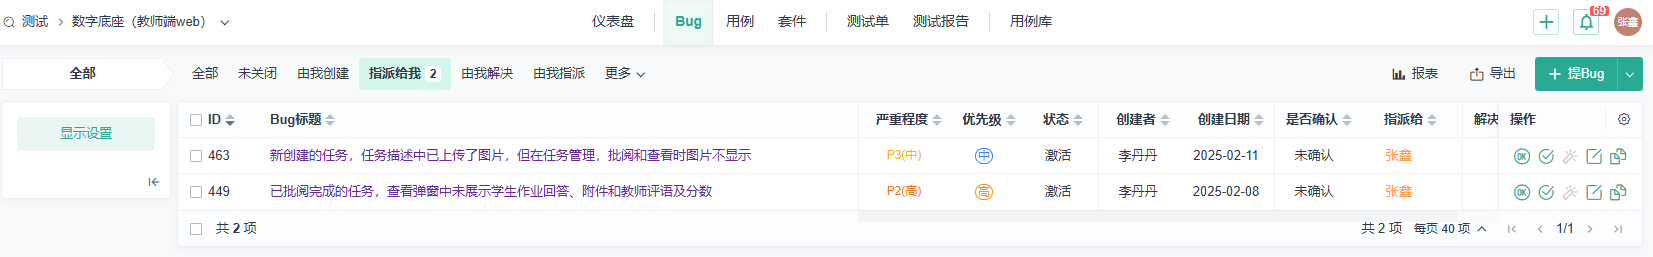 测试 数字底座（教师端web） 仪表盘 Bug 用例 套件 测试单 测试报告 用例库 69 张鑫
全部 全部 未关闭 由我创建 指派给我 2 由我解决 由我指派 更多 报表 导出 提Bug
显示设置
ID Bug标题 严重程度 优先级 状态 创建者 创建日期 是否确认 指派给 解决 操作
463 新创建的任务，任务描述中已上传了图片，但在任务管理，批阅和查看时图片不显示 P3(中) 中 激活 李丹丹 2025-02-11 未确认 张鑫 OK
449 已批阅完成的任务，查看弹窗中未展示学生作业回答、附件和教师评语及分数 P2(高) 高 激活 李丹丹 2025-02-08 未确认 张鑫 OK
共 2 项 共 2 项 每页 40 项 1/1